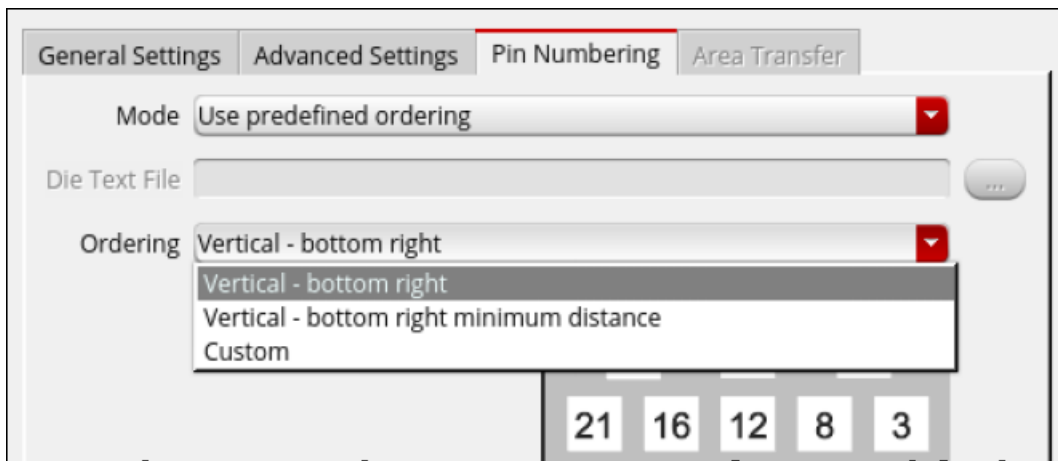 General Settings Advanced Settings Pin Numbering Area Transfer
Mode Use predefined ordering
Die Text File ...
Ordering Vertical - bottom right
Vertical - bottom right
Vertical - bottom right minimum distance
Custom
21 16 12 8 3